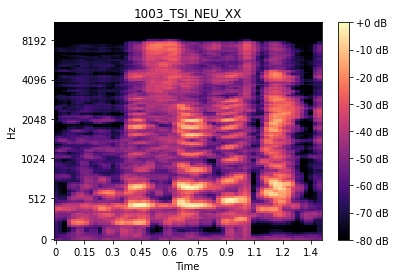 1003_TSI_NEU_XX
+0 dB
8192
-10 dB
4096
-20 dB
-30 dB
2048
Hz
-40 dB
1024
-50 dB
512
-60 dB
-70 dB
0
-80 dB
0 0.15 0.3 0.45 0.6 0.75 0.9 1.1 1.2 1.4
Time